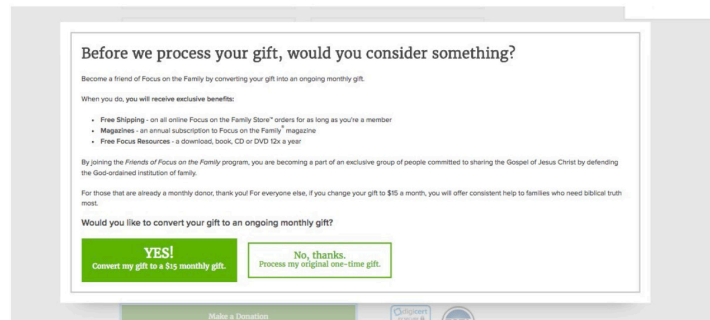 Before we process your gift, would you consider something?
Become a friend of Focus on the Family by converting your gift into an ongoing monthly gift.
When you do, you will receive exclusive benefits:
• Free Shipping - on all online Focus on the Family Store™ orders for as long as you're a member
• Magazines - an annual subscription to Focus on the Family® magazine
• Free Focus Resources - a download, book, CD or DVD 12x a year
By joining the Friends of Focus on the Family program, you are becoming a part of an exclusive group of people committed to sharing the Gospel of Jesus Christ by defending
the God-ordained institution of family.
For those that are already a monthly donor, thank you! For everyone else, if you change your gift to $15 a month, you will offer consistent help to families who need biblical truth
most.
Would you like to convert your gift to an ongoing monthly gift?
YES!
Convert my gift to a $15 monthly gift.
No, thanks.
Process my original one-time gift.
Make a Donation
digicert